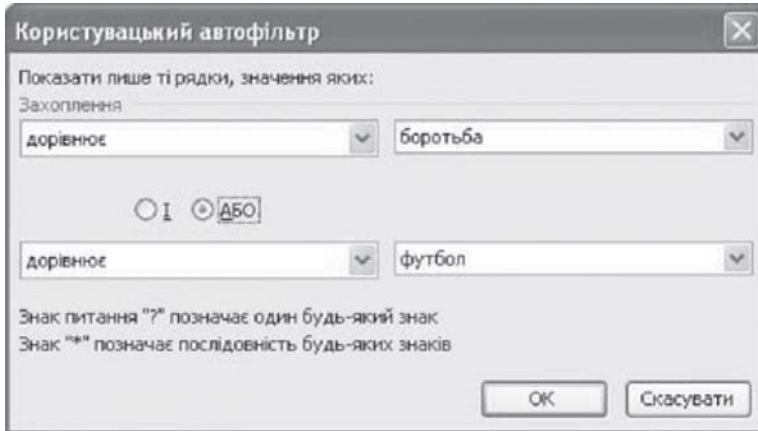 Користувацький автофільтр
Показати лише ті рядки, значення яких:
Захоплення
дорівнює боротьба
І АБО
дорівнює футбол
Знак питання "?" позначає один будь-який знак
Знак "*" позначає послідовність будь-яких знаків
ОК Скасувати